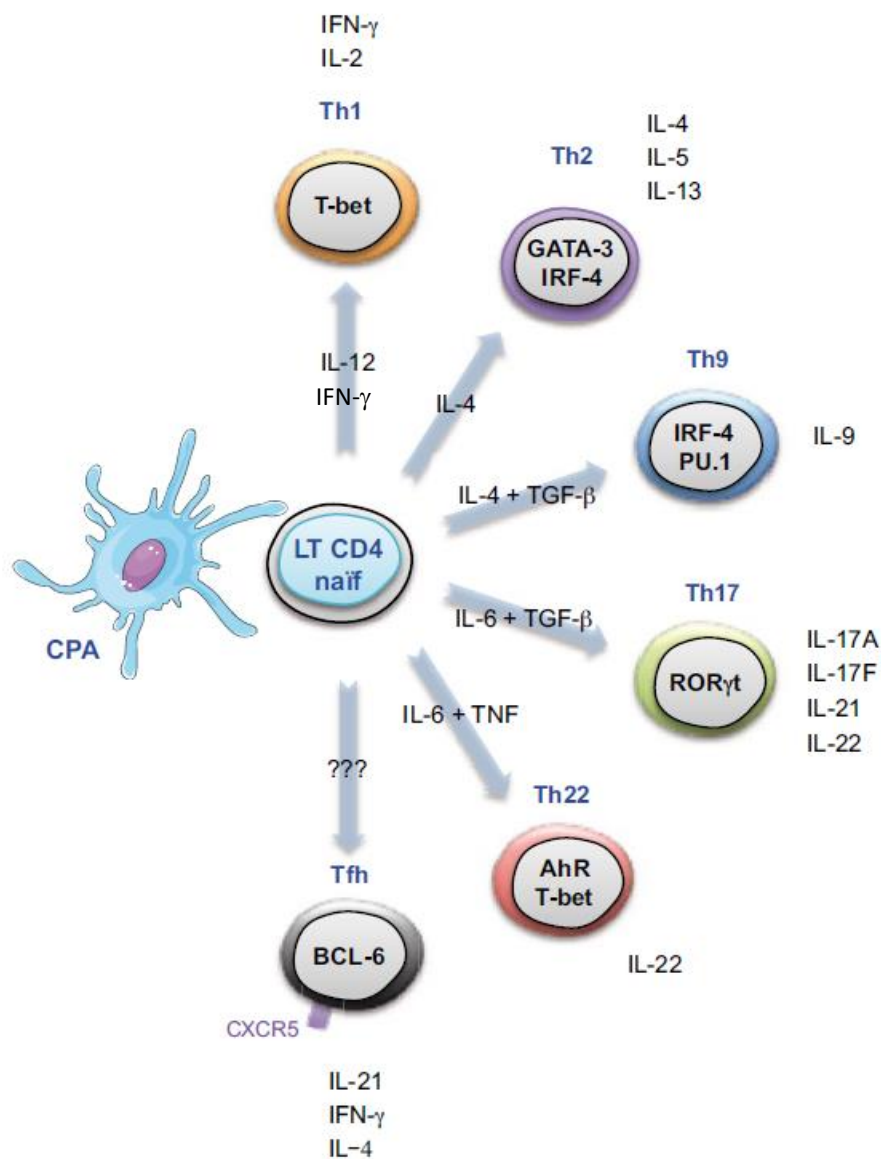 IFN-γ
IL-2
Th1
T-bet
IL-12
IFN-γ
Th2
IL-4
IL-5
IL-13
GATA-3
IRF-4
IL-4
Th9
IRF-4
PU.1
IL-9
IL-4 + TGF-β
CPA
LT CD4
naïf
Th17
IL-6 + TGF-β
RORγt
IL-17A
IL-17F
IL-21
IL-22
IL-6 + TNF
Th22
AhR
T-bet
IL-22
???
Tfh
BCL-6
CXCR5
IL-21
IFN-γ
IL−4